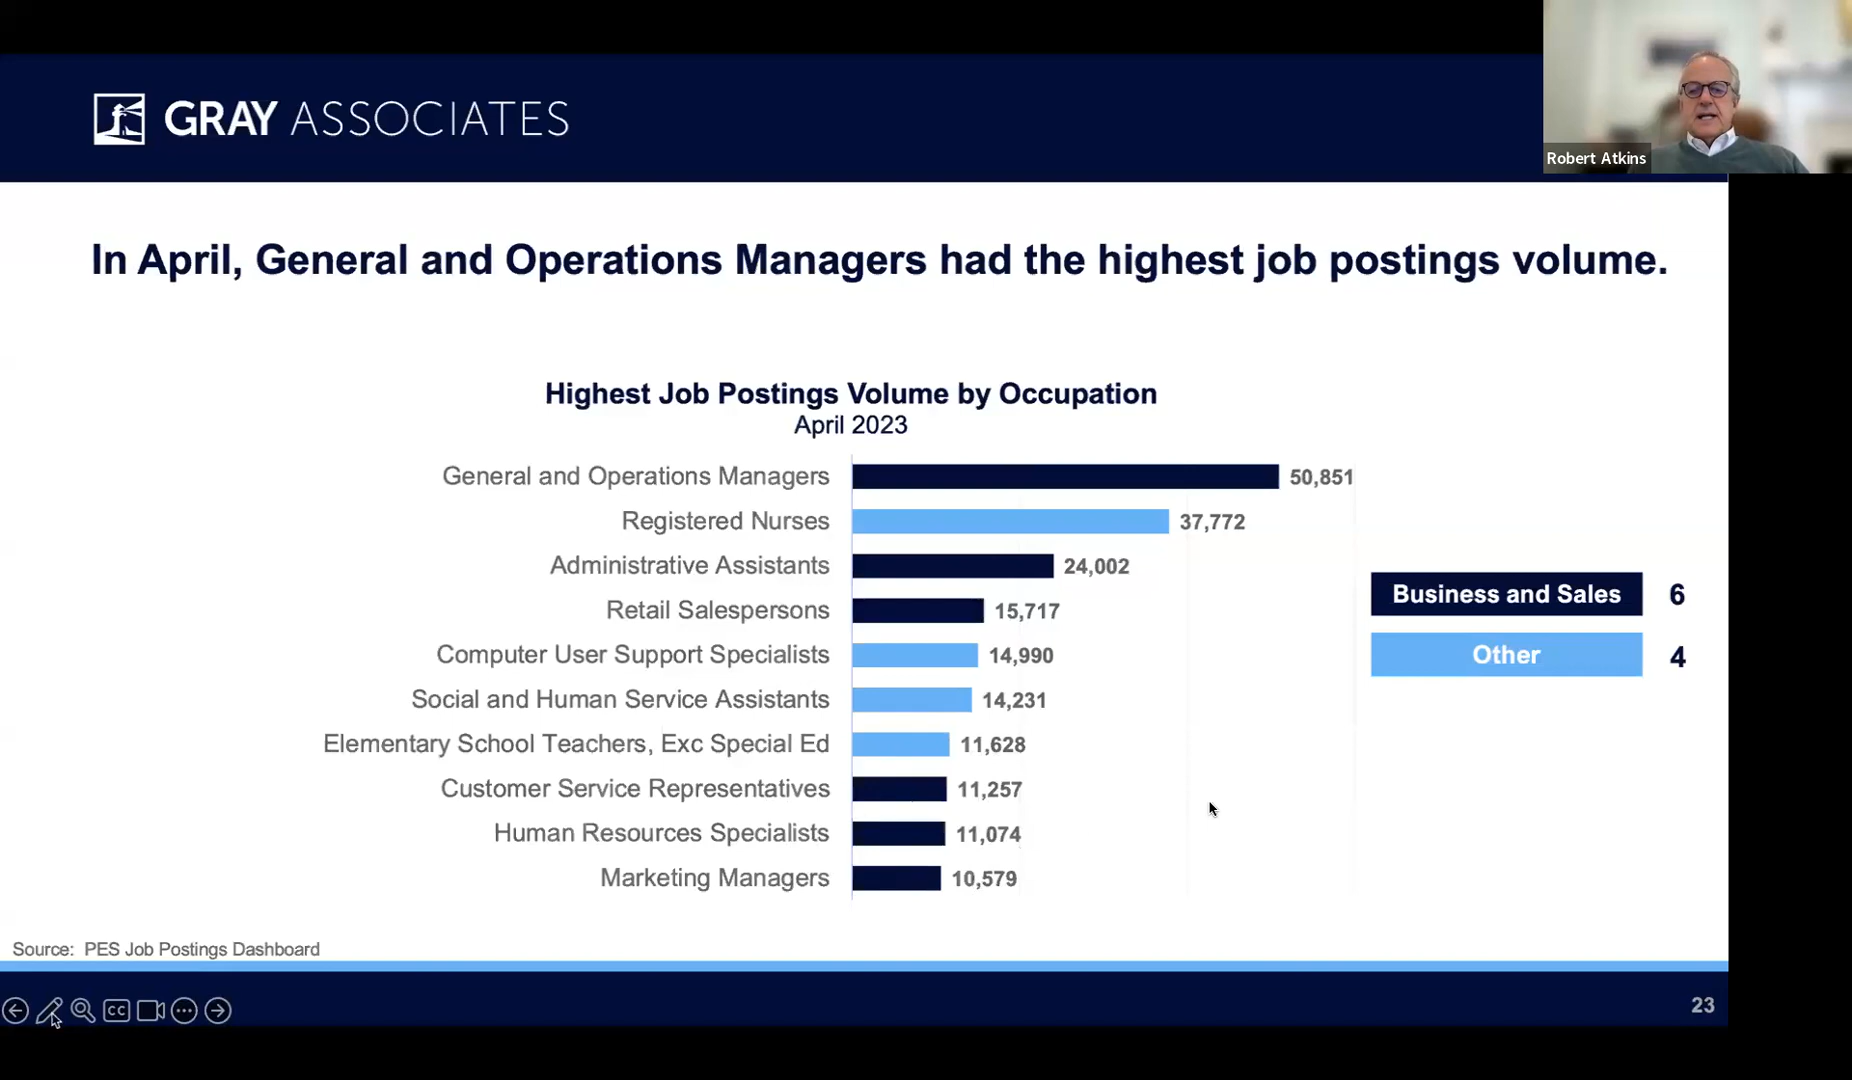 GRAY ASSOCIATES
Robert Atkins
In April, General and Operations Managers had the highest job postings volume.
Highest Job Postings Volume by Occupation
April 2023
General and Operations Managers 50,851
Registered Nurses 37,772
Administrative Assistants 24,002
Retail Salespersons 15,717
Computer User Support Specialists 14,990
Social and Human Service Assistants 14,231
Elementary School Teachers, Exc Special Ed 11,628
Customer Service Representatives 11,257
Human Resources Specialists 11,074
Marketing Managers 10,579
Business and Sales 6
Other 4
Source: PES Job Postings Dashboard
CC
23